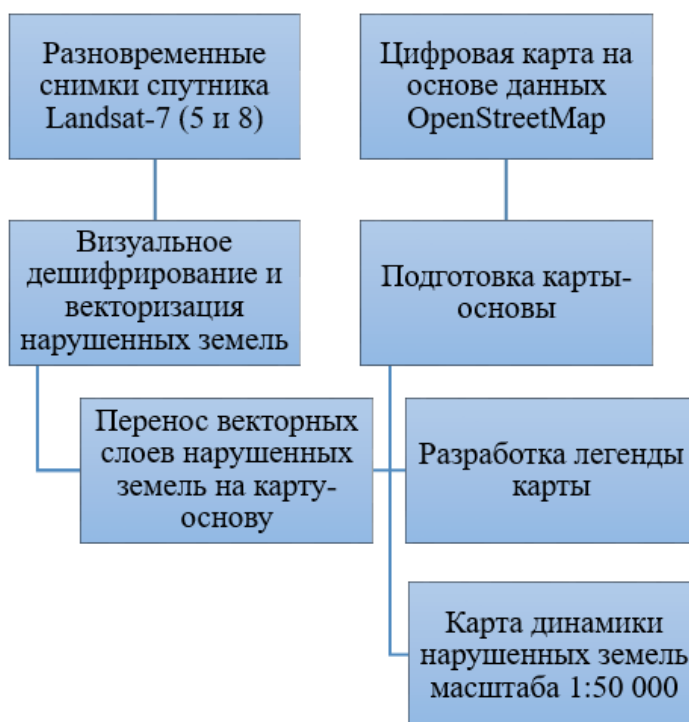 Разновременные
снимки спутника
Landsat-7 (5 и 8)
Цифровая карта на
основе данных
OpenStreetMap
Визуальное
дешифрирование и
векторизация
нарушенных земель
Подготовка карты-
основы
Перенос векторных
слоев нарушенных
земель на карту-
основу
Разработка легенды
карты
Карта динамики
нарушенных земель
масштаба 1:50 000